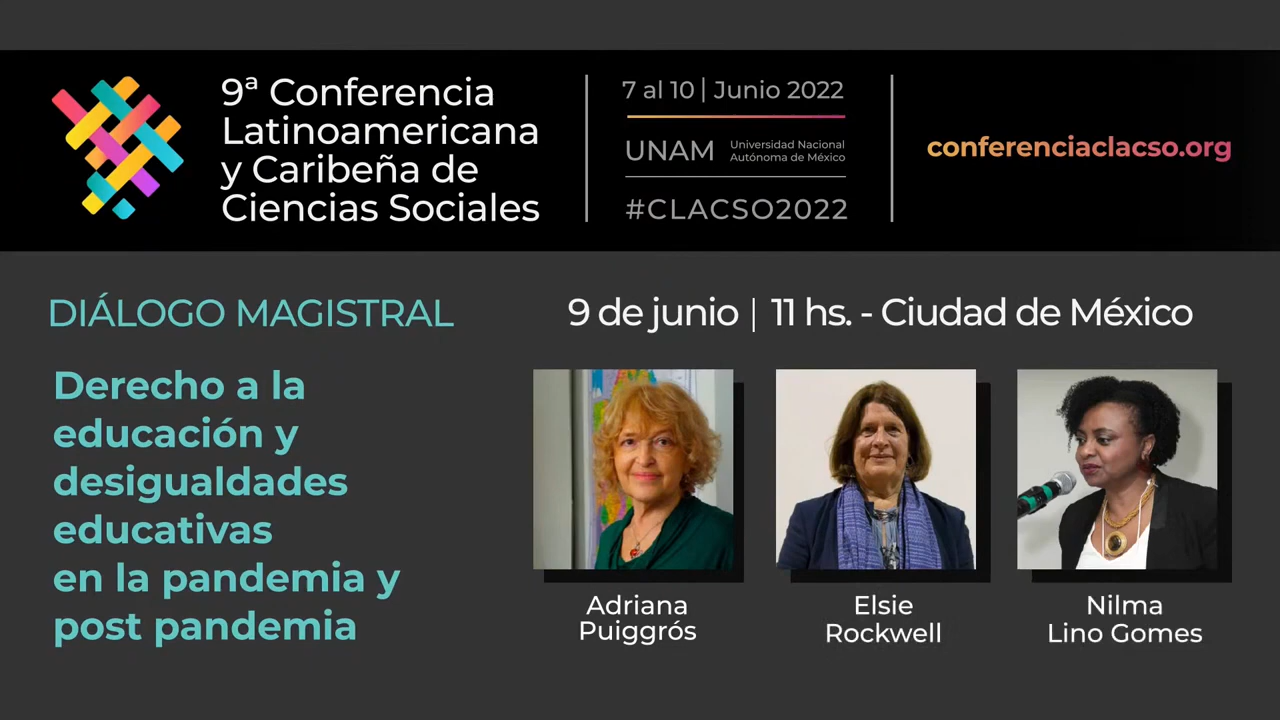 9ª Conferencia
Latinoamericana
y Caribeña de
Ciencias Sociales
7 al 10 | Junio 2022
UNAM
Universidad Nacional
Autónoma de México
#CLACSO2022
conferenciaclacso.org
DIÁLOGO MAGISTRAL
Derecho a la
educación y
desigualdades
educativas
en la pandemia y
post pandemia
9 de junio | 11 hs. - Ciudad de México
Adriana
Puiggrós
Elsie
Rockwell
Nilma
Lino Gomes